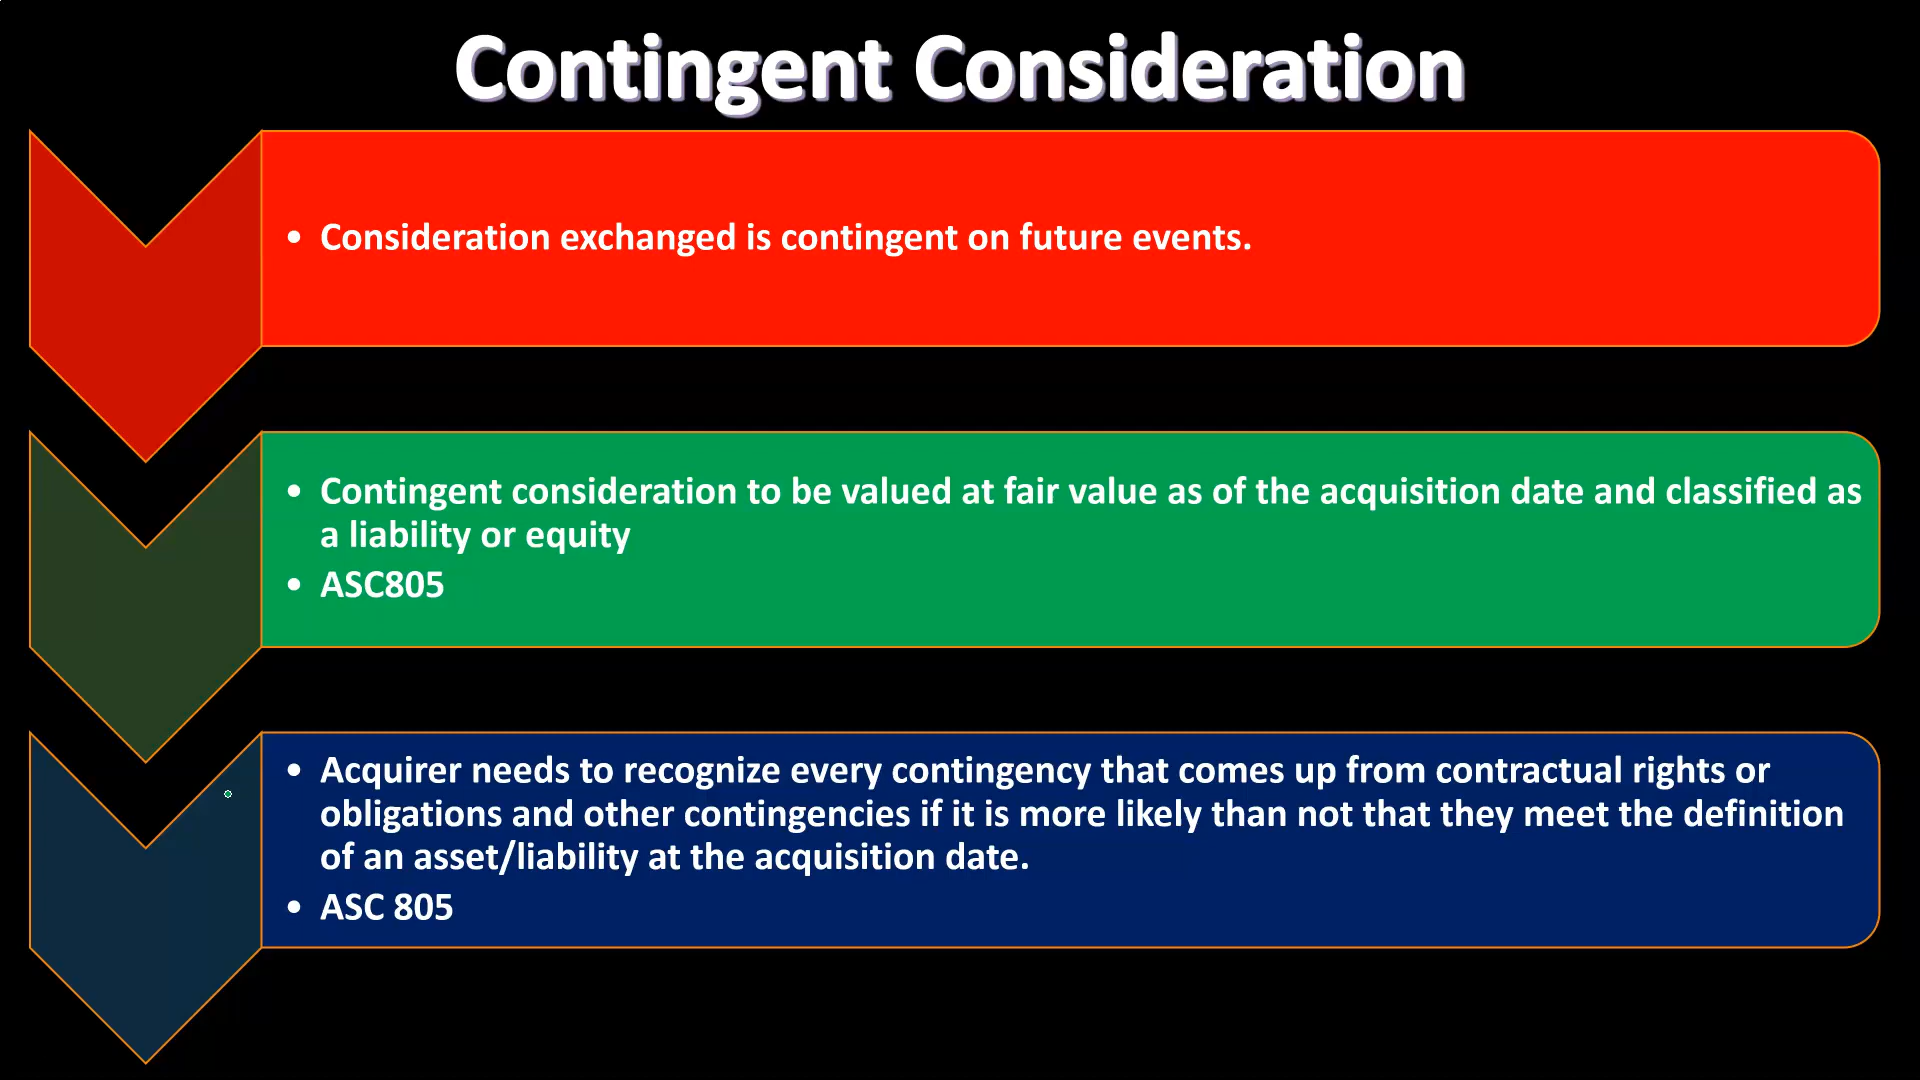 Contingent Consideration
• Consideration exchanged is contingent on future events.
• Contingent consideration to be valued at fair value as of the acquisition date and classified as
a liability or equity
• ASC805
• Acquirer needs to recognize every contingency that comes up from contractual rights or
obligations and other contingencies if it is more likely than not that they meet the definition
of an asset/liability at the acquisition date.
• ASC 805